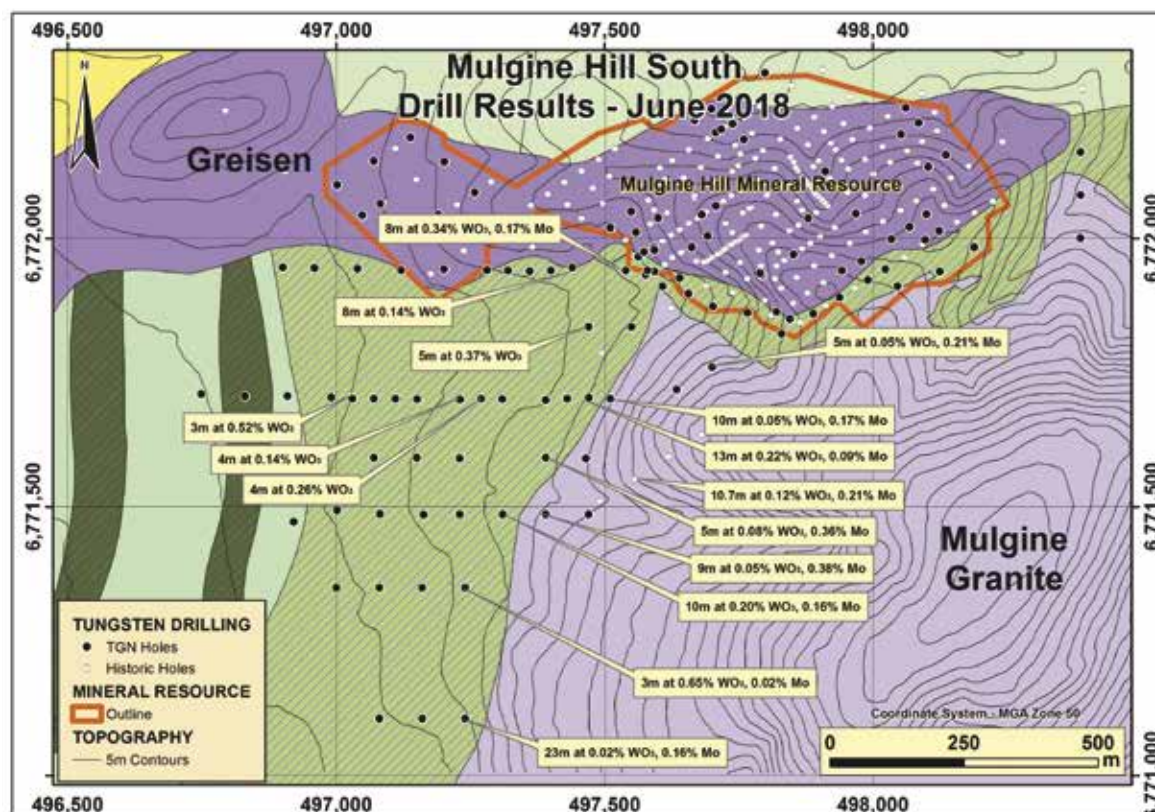 496,500 497,000 497,500 498,000
N
Mulgine Hill South
Drill Results - June 2018
Greisen
Mulgine Hill Mineral Resource
6,772,000 6,772,000
8m at 0.34% WO₃, 0.17% Mo
8m at 0.14% WO₃
5m at 0.37% WO₃
5m at 0.05% WO₃, 0.21% Mo
3m at 0.52% WO₃
10m at 0.05% WO₃, 0.17% Mo
4m at 0.14% WO₃
13m at 0.22% WO₃, 0.09% Mo
4m at 0.26% WO₃
10.7m at 0.12% WO₃, 0.21% Mo
6,771,500 6,771,500
5m at 0.08% WO₃, 0.36% Mo
Mulgine
Granite
9m at 0.05% WO₃, 0.38% Mo
10m at 0.20% WO₃, 0.16% Mo
3m at 0.65% WO₃, 0.02% Mo
23m at 0.02% WO₃, 0.16% Mo
TUNGSTEN DRILLING
TGN Holes
Historic Holes
MINERAL RESOURCE
Outline
TOPOGRAPHY
5m Contours
Coordinate System - MGA Zone 50
0 250 500
m
6,771,000
496,500 497,000 497,500 498,000